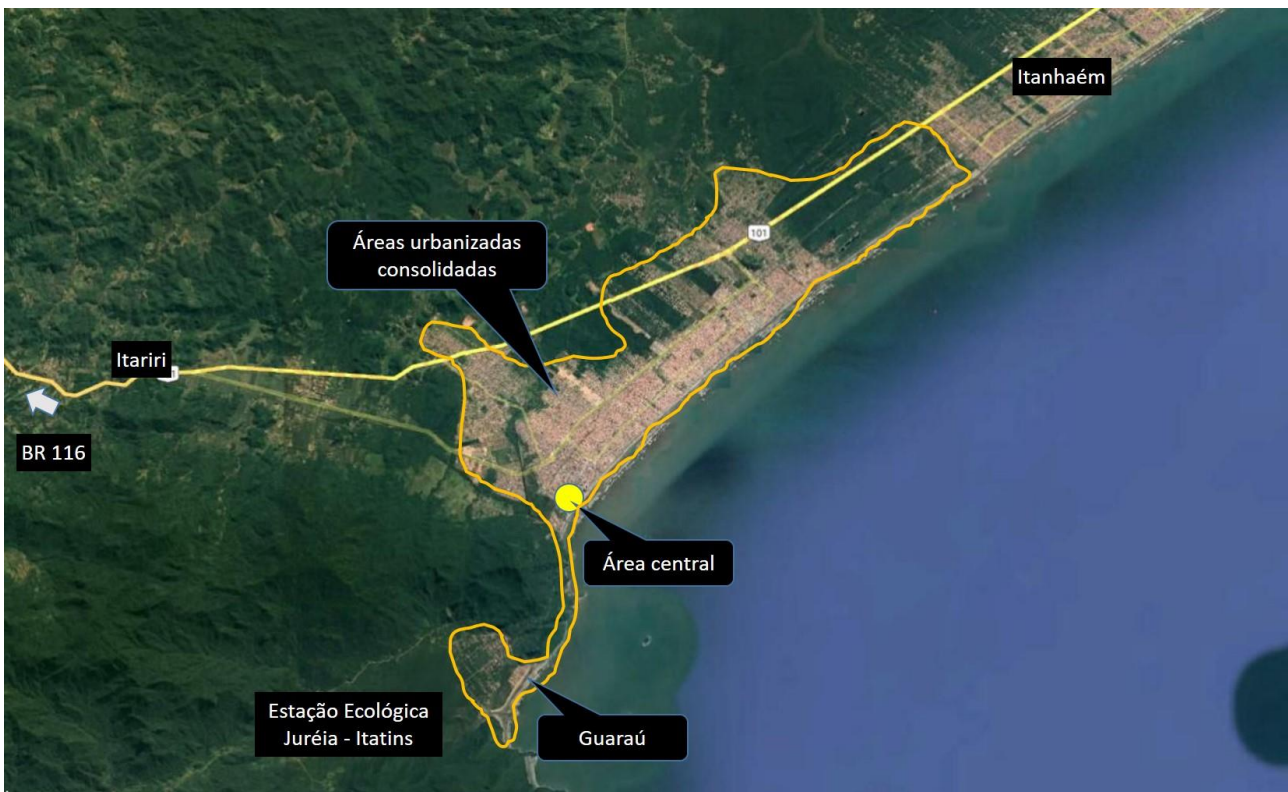 Itanhaém
101
Áreas urbanizadas
consolidadas
Itariri
BR 116
Área central
Estação Ecológica
Juréia - Itatins
Guaraú